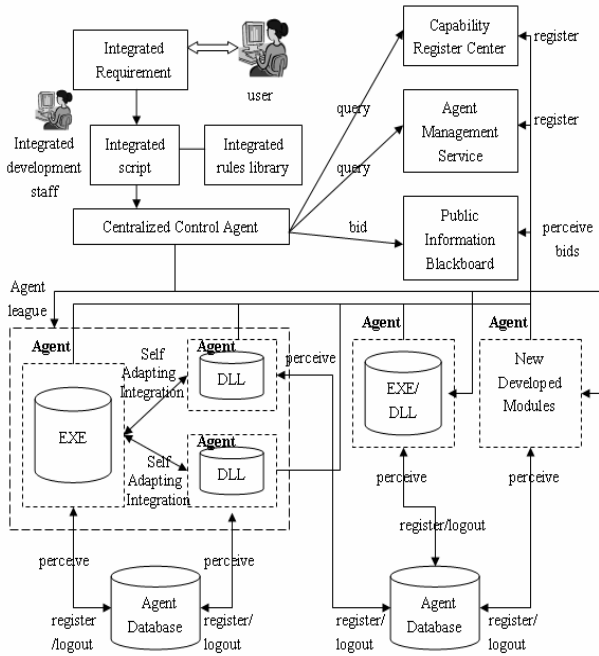 Integrated
Requirement
user
Capability
Register Center
register
query
Integrated
development
staff
Integrated
script
Integrated
rules library
Agent
Management
Service
register
query
Centralized Control Agent
bid
Public
Information
Blackboard
perceive
bids
Agent
league
Agent
Self
Adapting
Integration
Agent
DLL
perceive
Agent
EXE/
DLL
Agent
New
Developed
Modules
EXE
Self
Adapting
Integration
Agent
DLL
perceive
perceive
register/logout
perceive
perceive
Agent
Database
register
/logout
register/
logout
register/
logout
Agent
Database
register/
logout